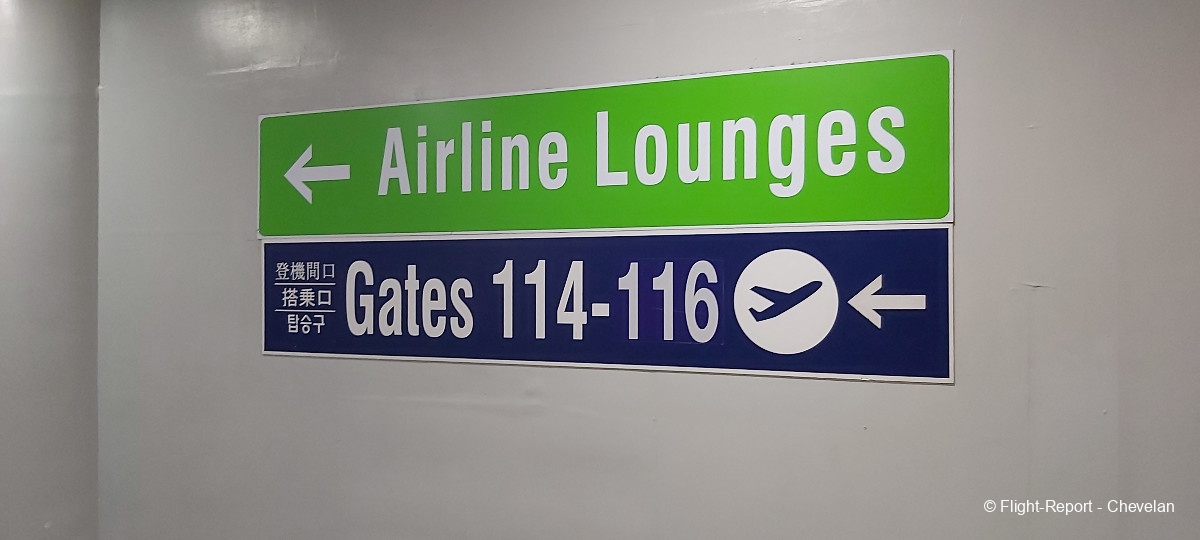 Airline Lounges
登機間口
搭乗口
탑승구
Gates 114-116
© Flight-Report - Chevelan